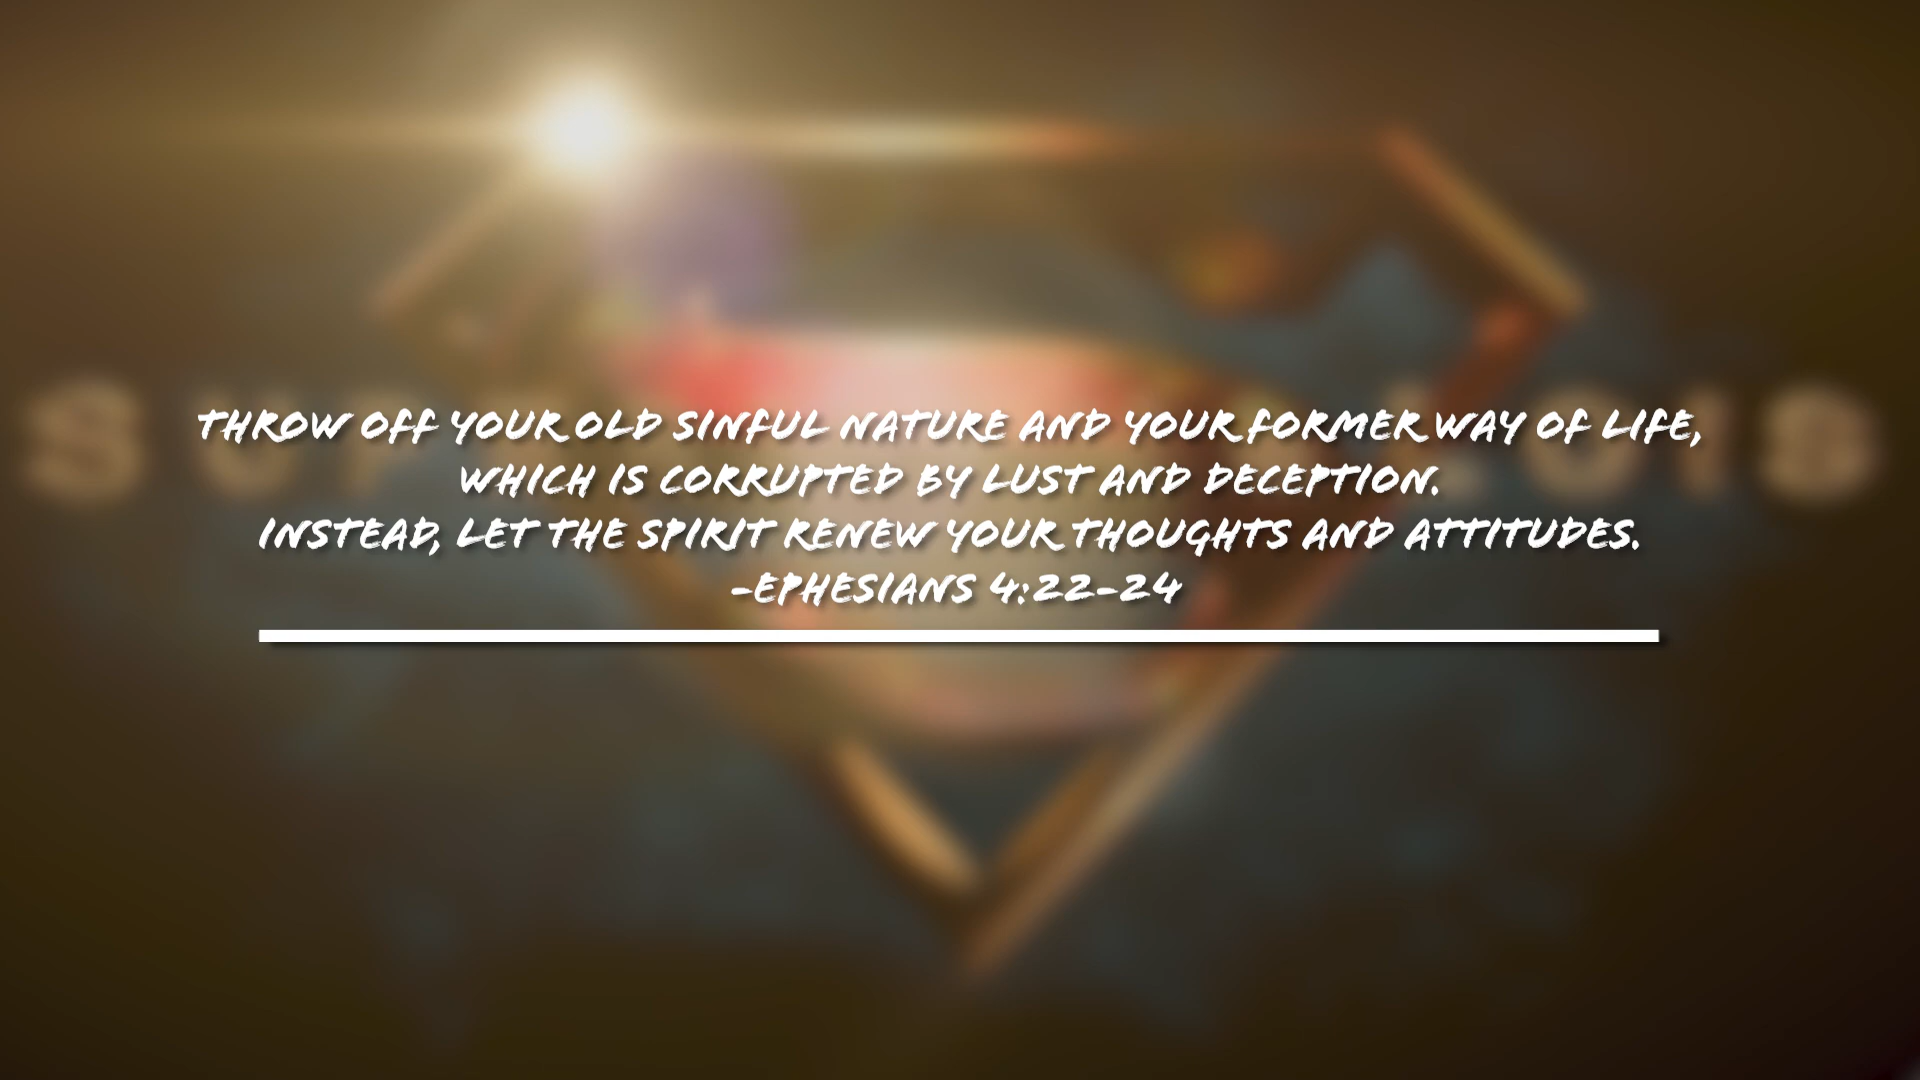 THROW OFF YOUR OLD SINFUL NATURE AND YOUR FORMER WAY OF LIFE,
WHICH IS CORRUPTED BY LUST AND DECEPTION.
INSTEAD, LET THE SPIRIT RENEW YOUR THOUGHTS AND ATTITUDES.
-EPHESIANS 4:22-24